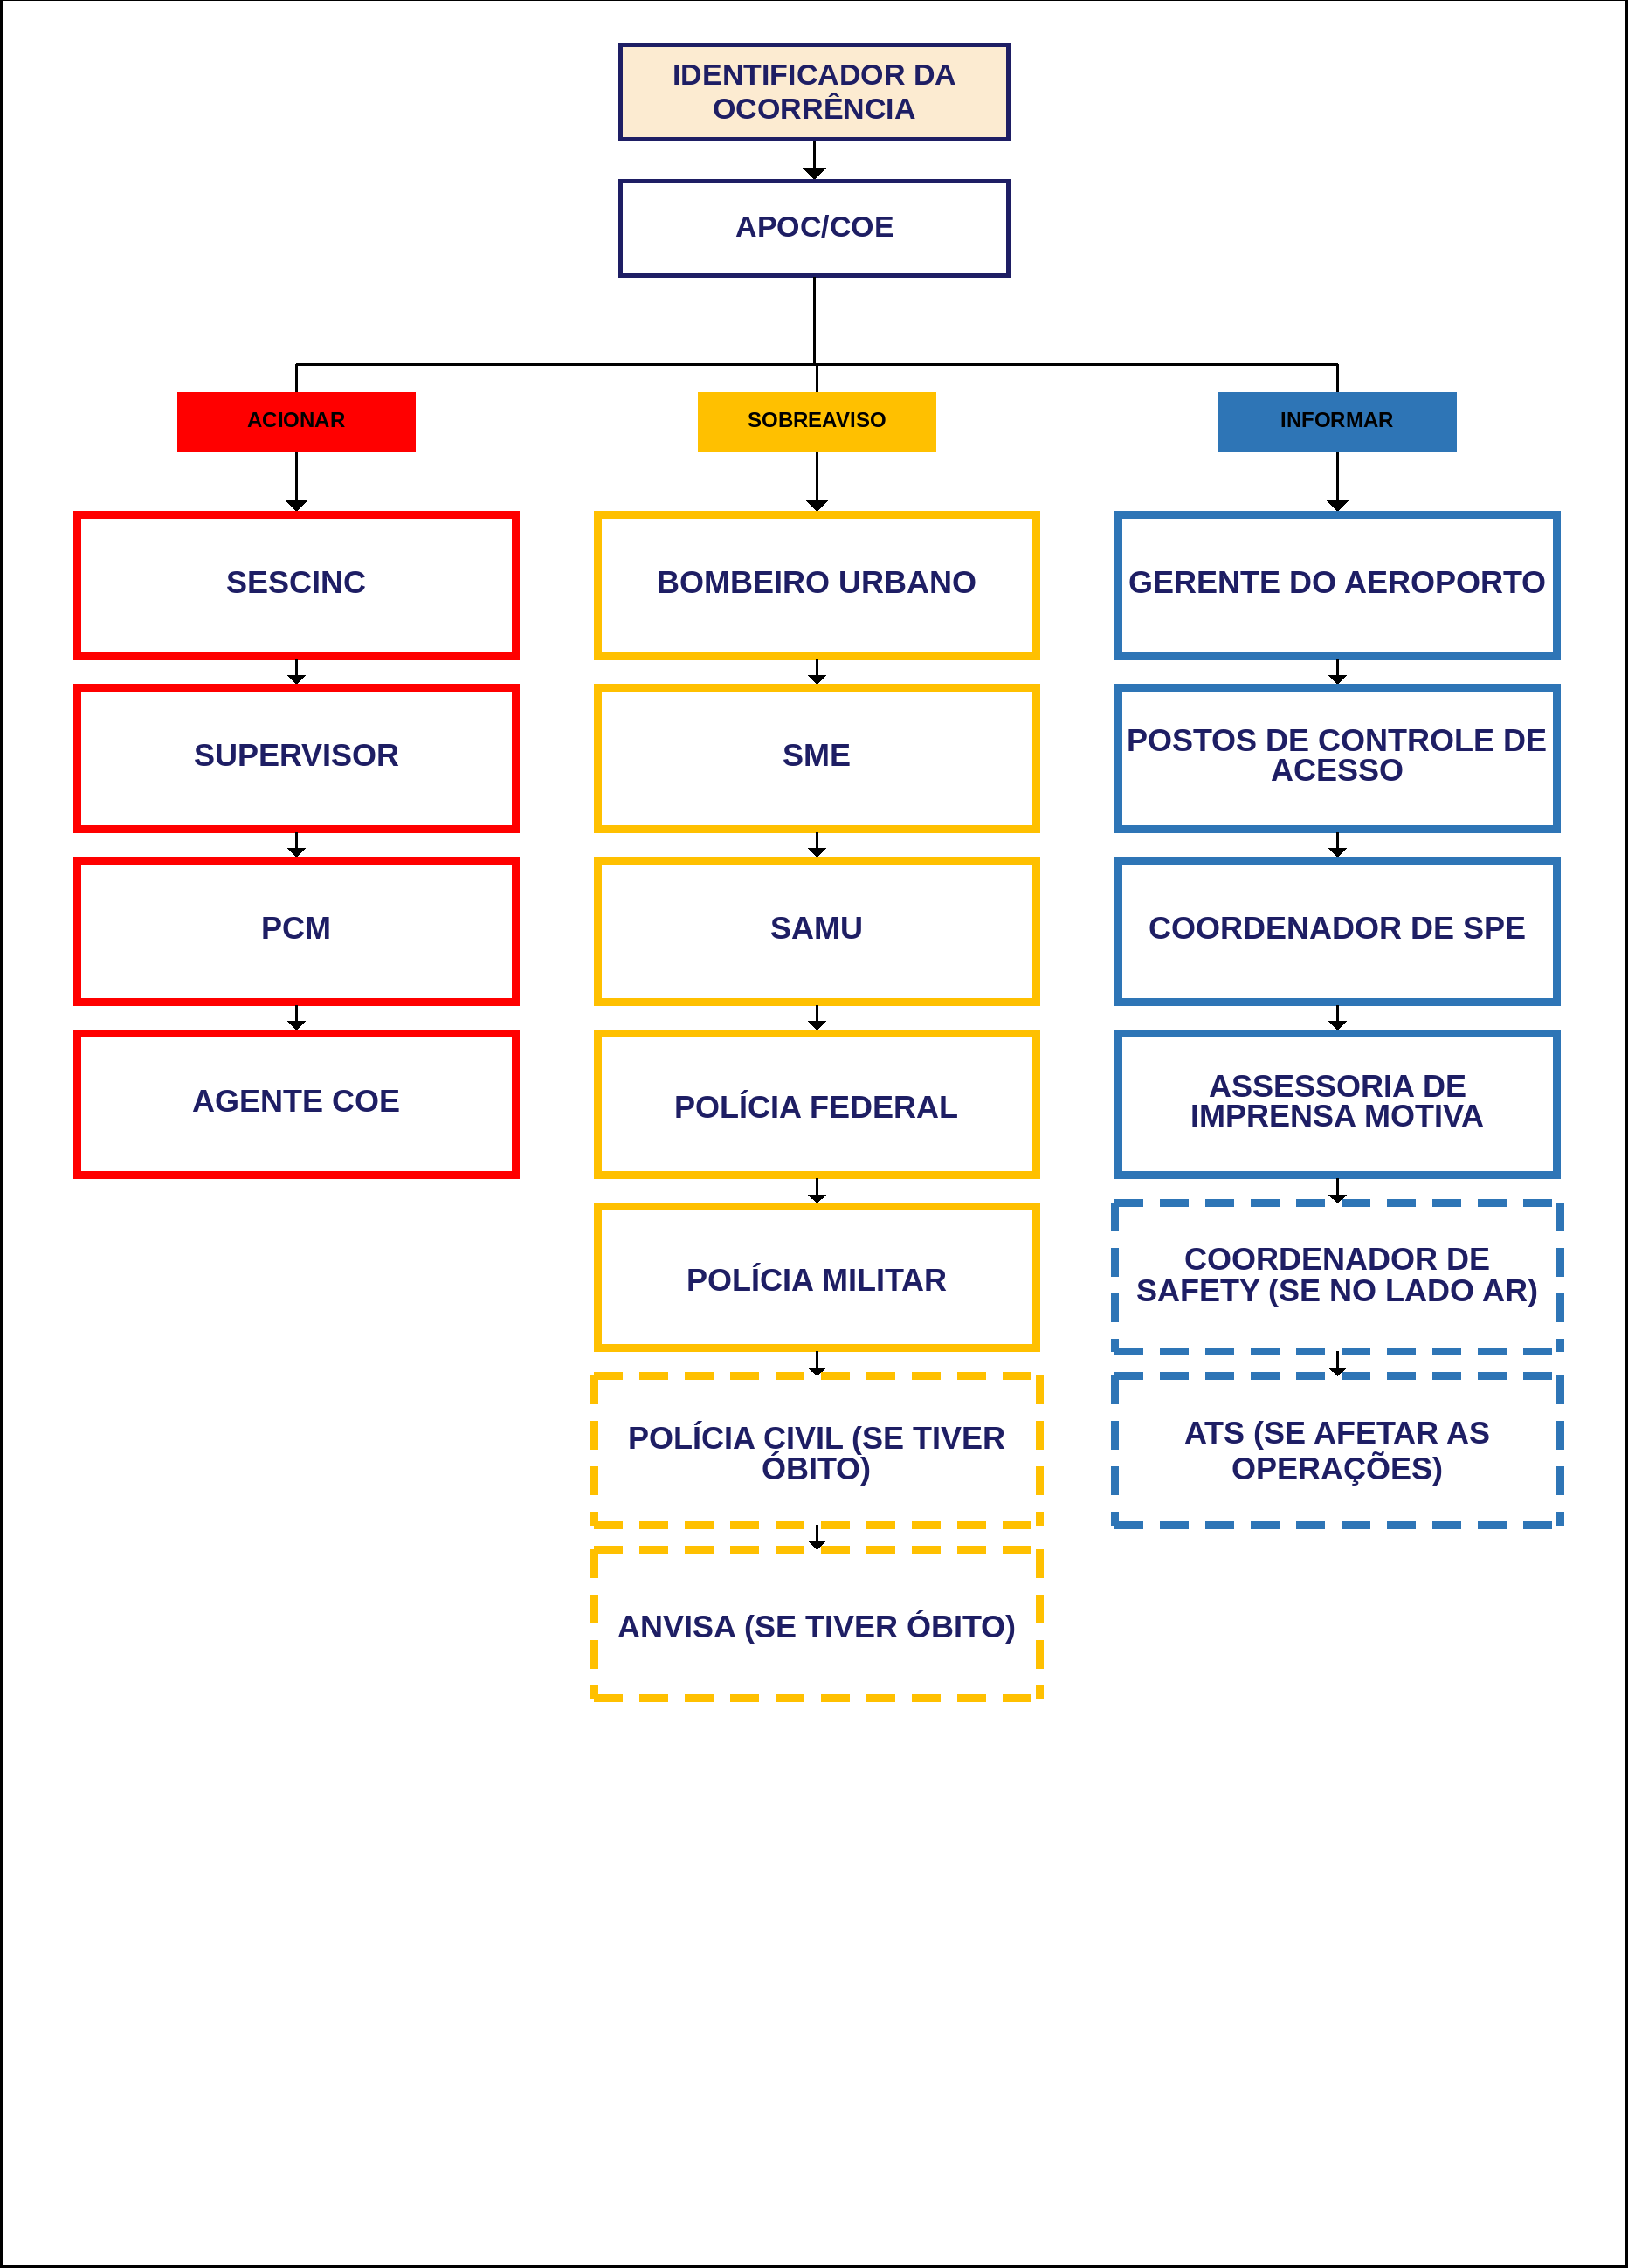 IDENTIFICADOR DA
OCORRÊNCIA
APOC/COE
ACIONAR
SOBREAVISO
INFORMAR
SESCINC
BOMBEIRO URBANO
GERENTE DO AEROPORTO
SUPERVISOR
SME
POSTOS DE CONTROLE DE
ACESSO
PCM
SAMU
COORDENADOR DE SPE
AGENTE COE
POLÍCIA FEDERAL
ASSESSORIA DE
IMPRENSA MOTIVA
POLÍCIA MILITAR
COORDENADOR DE
SAFETY (SE NO LADO AR)
POLÍCIA CIVIL (SE TIVER
ÓBITO)
ATS (SE AFETAR AS
OPERAÇÕES)
ANVISA (SE TIVER ÓBITO)